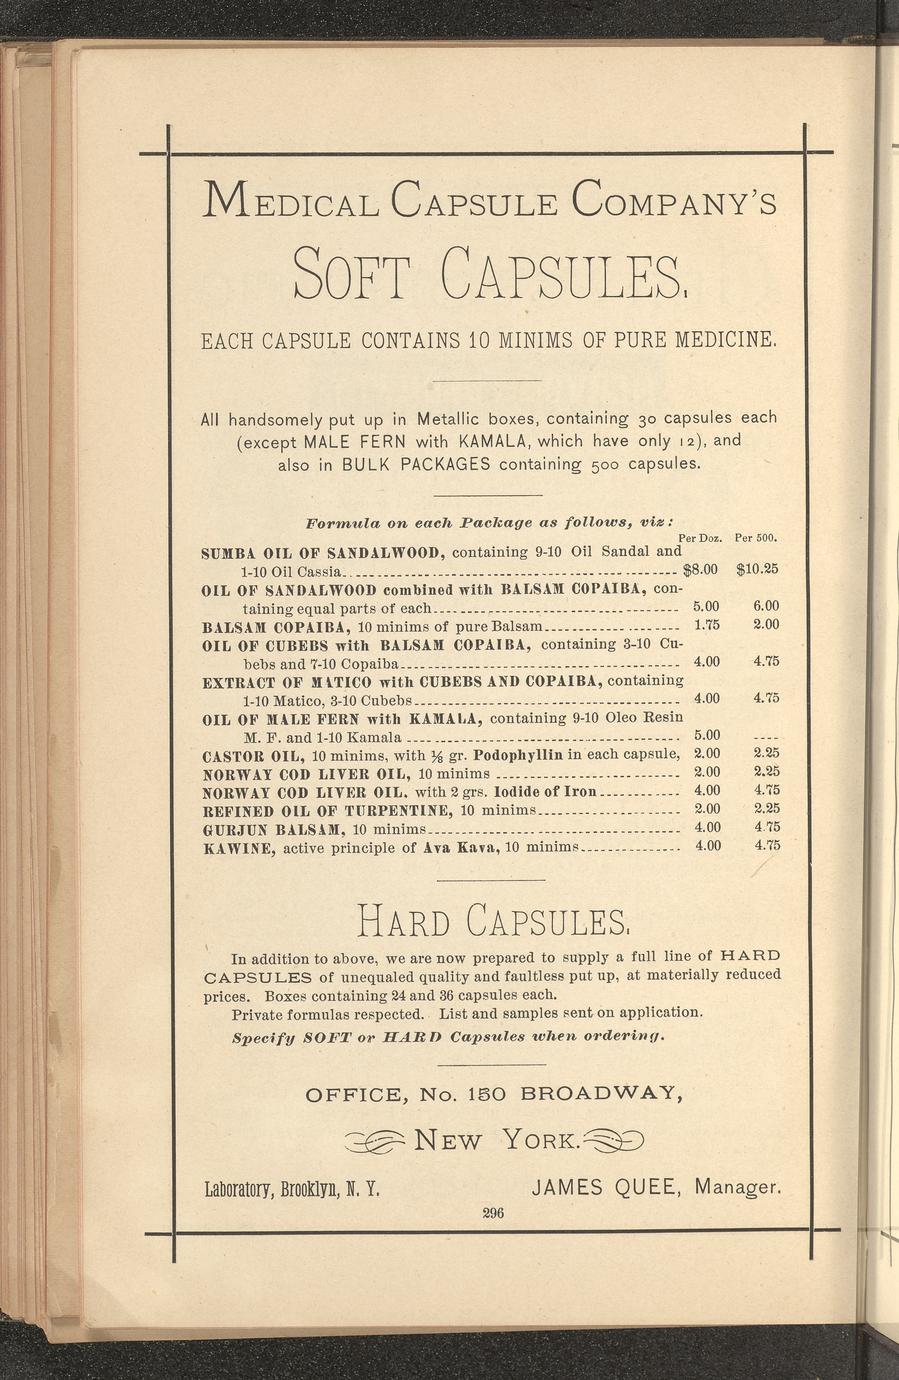 MEDICAL CAPSULE COMPANY'S
SOFT CAPSULES.
EACH CAPSULE CONTAINS 10 MINIMS OF PURE MEDICINE.
All handsomely put up in Metallic boxes, containing 30 capsules each
(except MALE FERN with KAMALA, which have only 12), and
also in BULK PACKAGES containing 500 capsules.
Formula on each Package as follows, viz:
Per Doz. Per 500.
SUMBA OIL OF SANDALWOOD, containing 9-10 Oil Sandal and
1-10 Oil Cassia $8.00 $10.25
OIL OF SANDALWOOD combined with BALSAM COPAIBA, con-
taining equal parts of each 5.00 6.00
BALSAM COPAIBA, 10 minims of pure Balsam 1.75 2.00
OIL OF CUBEBS with BALSAM COPAIBA, containing 3-10 Cu-
bebs and 7-10 Copaiba 4.00 4.75
EXTRACT OF MATICO with CUBEBS AND COPAIBA, containing
1-10 Matico, 3-10 Cubebs 4.00 4.75
OIL OF MALE FERN with KAMALA, containing 9-10 Oleo Resin
M. F. and 1-10 Kamala 5.00 ----
CASTOR OIL, 10 minims, with ⅙ gr. Podophyllin in each capsule, 2.00 2.25
NORWAY COD LIVER OIL, 10 minims 2.00 2.25
NORWAY COD LIVER OIL. with 2 grs. Iodide of Iron 4.00 4.75
REFINED OIL OF TURPENTINE, 10 minims 2.00 2.25
GURJUN BALSAM, 10 minims 4.00 4.75
KAWINE, active principle of Ava Kava, 10 minims 4.00 4.75
HARD CAPSULES.
In addition to above, we are now prepared to supply a full line of HARD
CAPSULES of unequaled quality and faultless put up, at materially reduced
prices. Boxes containing 24 and 36 capsules each.
Private formulas respected. List and samples sent on application.
Specify SOFT or HARD Capsules when ordering.
OFFICE, No. 150 BROADWAY,
NEW YORK.
Laboratory, Brooklyn, N. Y. JAMES QUEE, Manager.
296